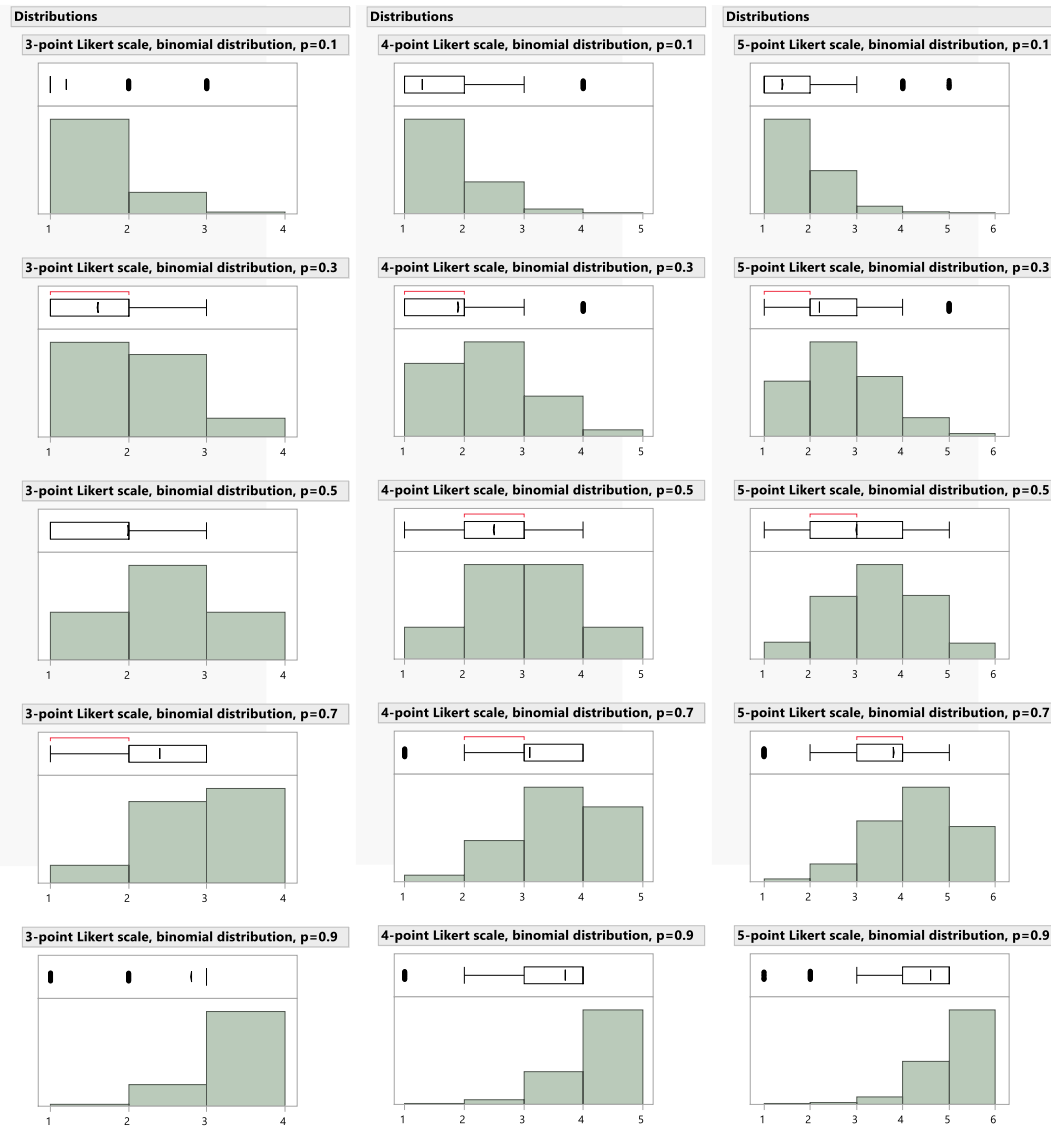 Distributions
3-point Likert scale, binomial distribution, p=0.1
1 2 3 4
3-point Likert scale, binomial distribution, p=0.3
1 2 3 4
3-point Likert scale, binomial distribution, p=0.5
1 2 3 4
3-point Likert scale, binomial distribution, p=0.7
1 2 3 4
3-point Likert scale, binomial distribution, p=0.9
1 2 3 4
Distributions
4-point Likert scale, binomial distribution, p=0.1
1 2 3 4 5
4-point Likert scale, binomial distribution, p=0.3
1 2 3 4 5
4-point Likert scale, binomial distribution, p=0.5
1 2 3 4 5
4-point Likert scale, binomial distribution, p=0.7
1 2 3 4 5
4-point Likert scale, binomial distribution, p=0.9
1 2 3 4 5
Distributions
5-point Likert scale, binomial distribution, p=0.1
1 2 3 4 5 6
5-point Likert scale, binomial distribution, p=0.3
1 2 3 4 5 6
5-point Likert scale, binomial distribution, p=0.5
1 2 3 4 5 6
5-point Likert scale, binomial distribution, p=0.7
1 2 3 4 5 6
5-point Likert scale, binomial distribution, p=0.9
1 2 3 4 5 6